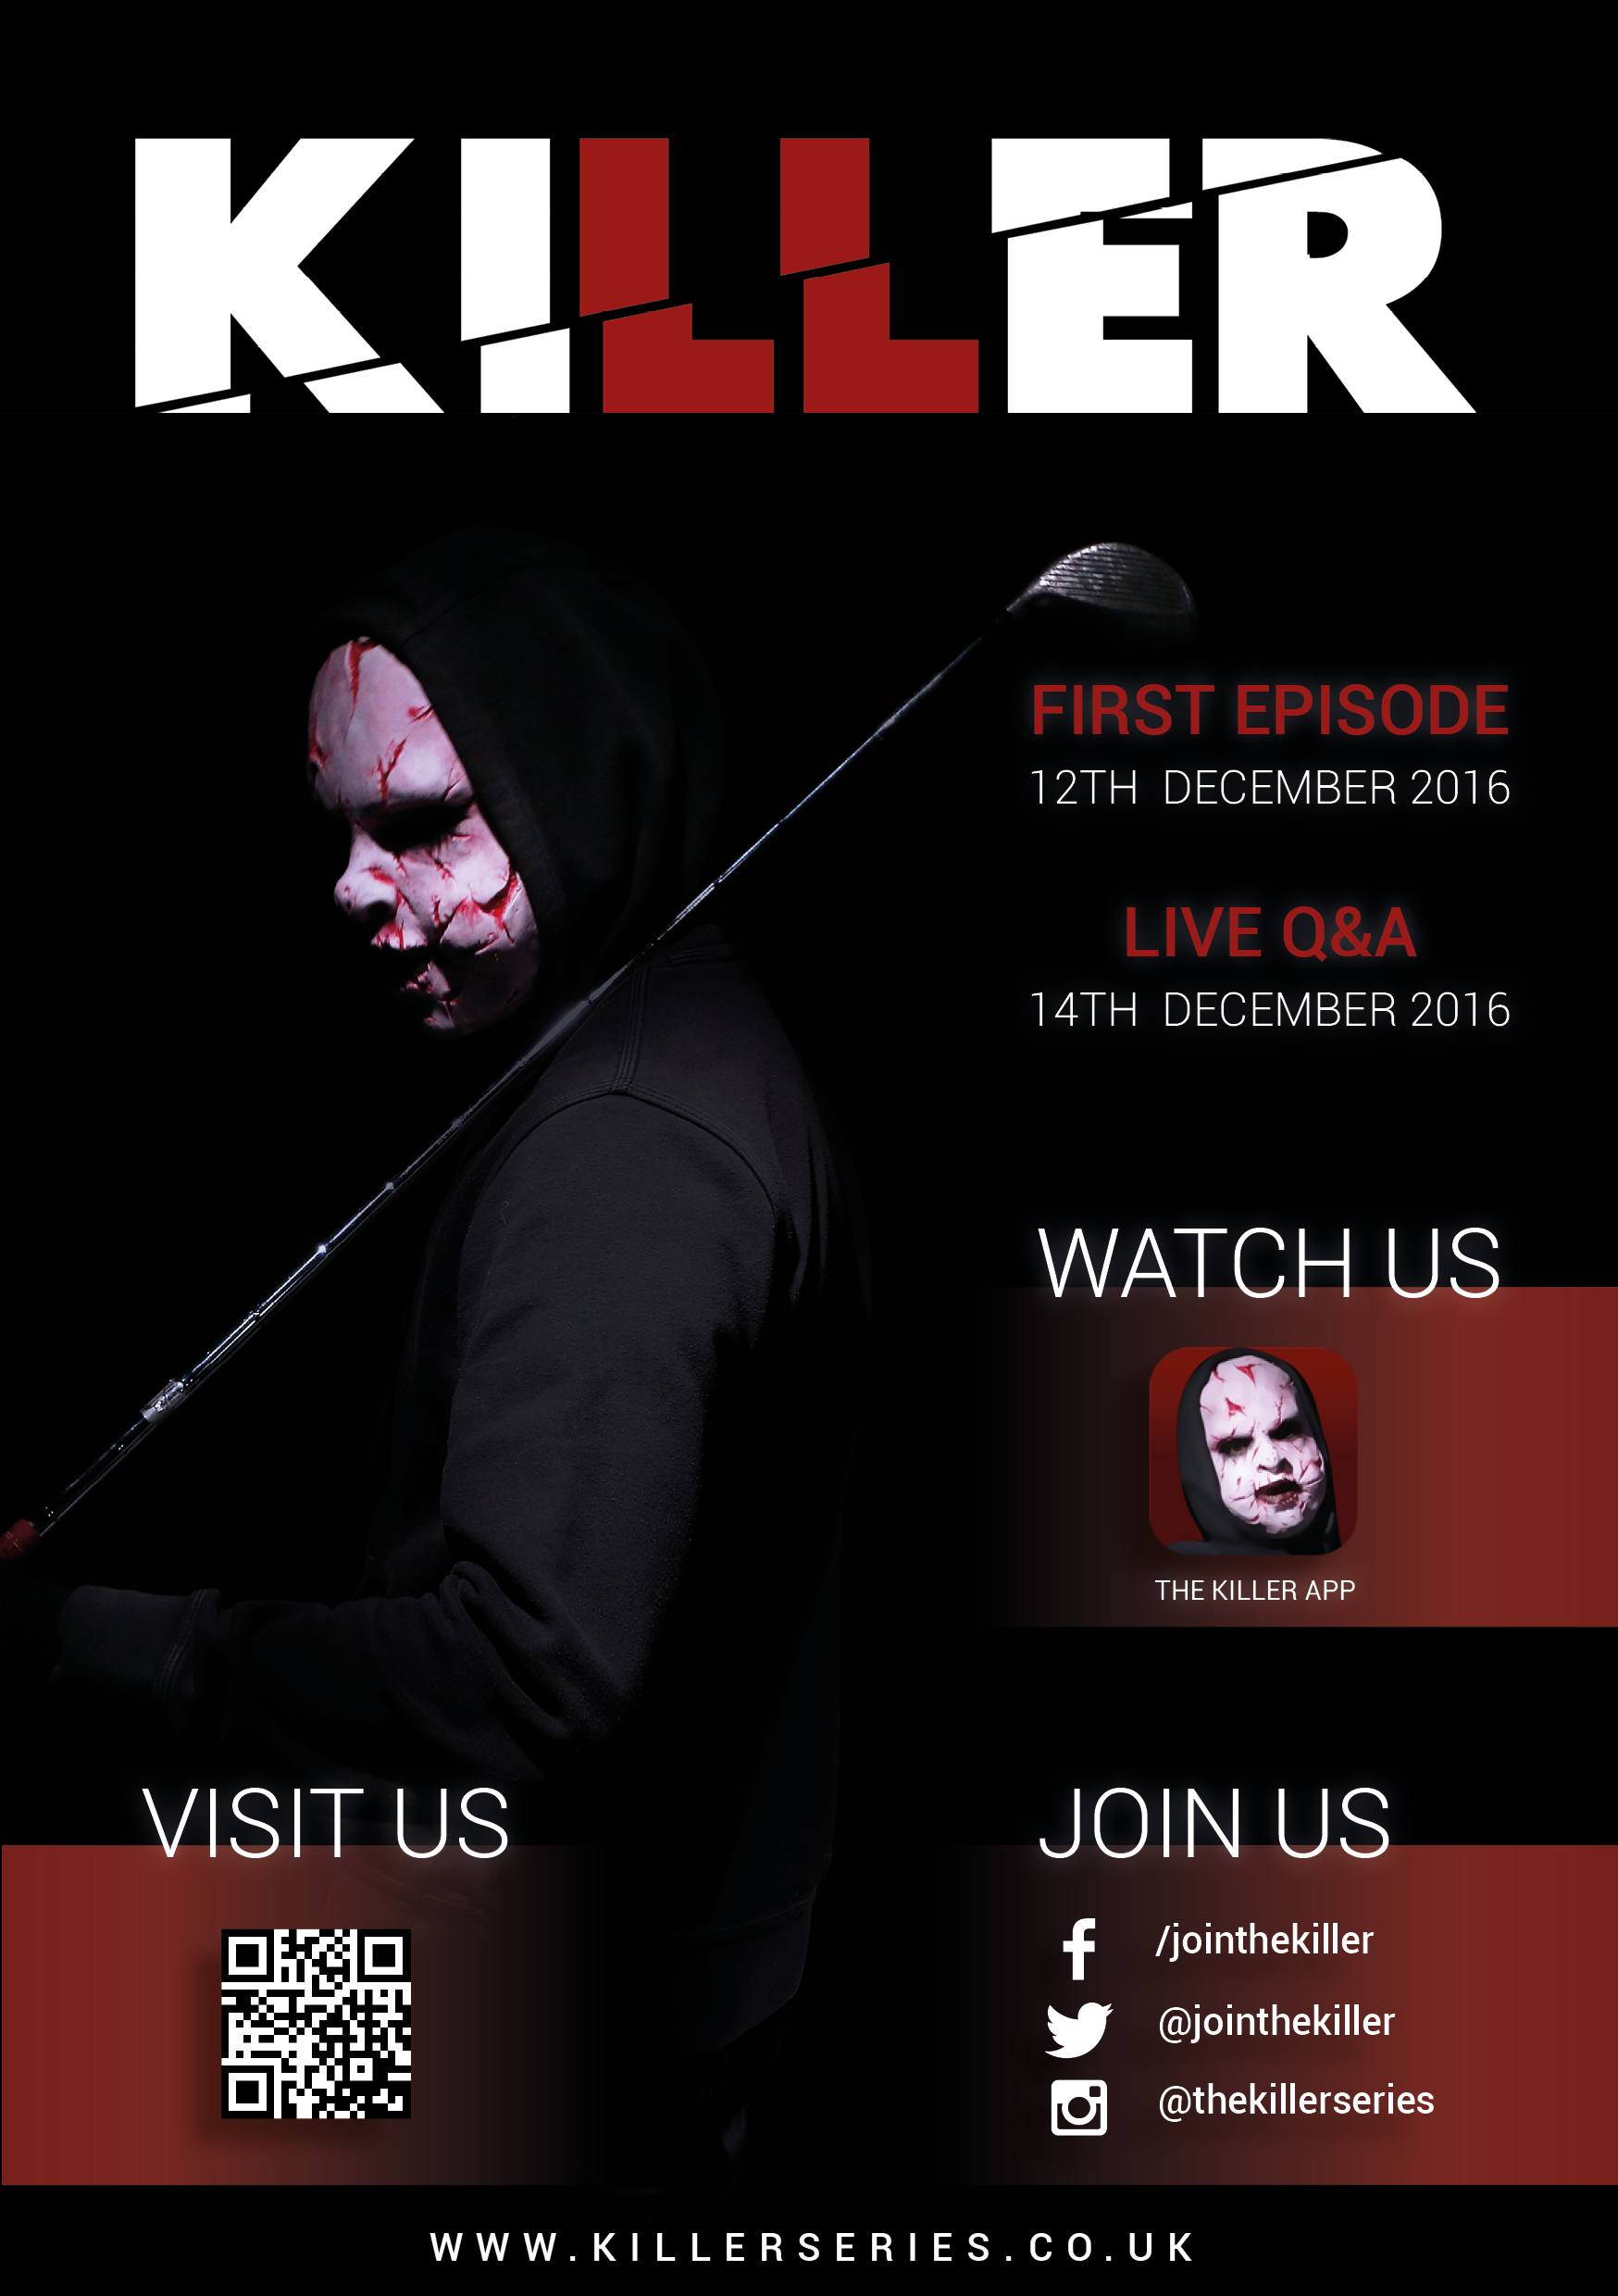 KILLER
FIRST EPISODE
12TH DECEMBER 2016
LIVE Q&A
14TH DECEMBER 2016
WATCH US
THE KILLER APP
VISIT US
JOIN US
/jointhekiller
@jointhekiller
@thekillerseries
WWW.KILLERSERIES.CO.UK